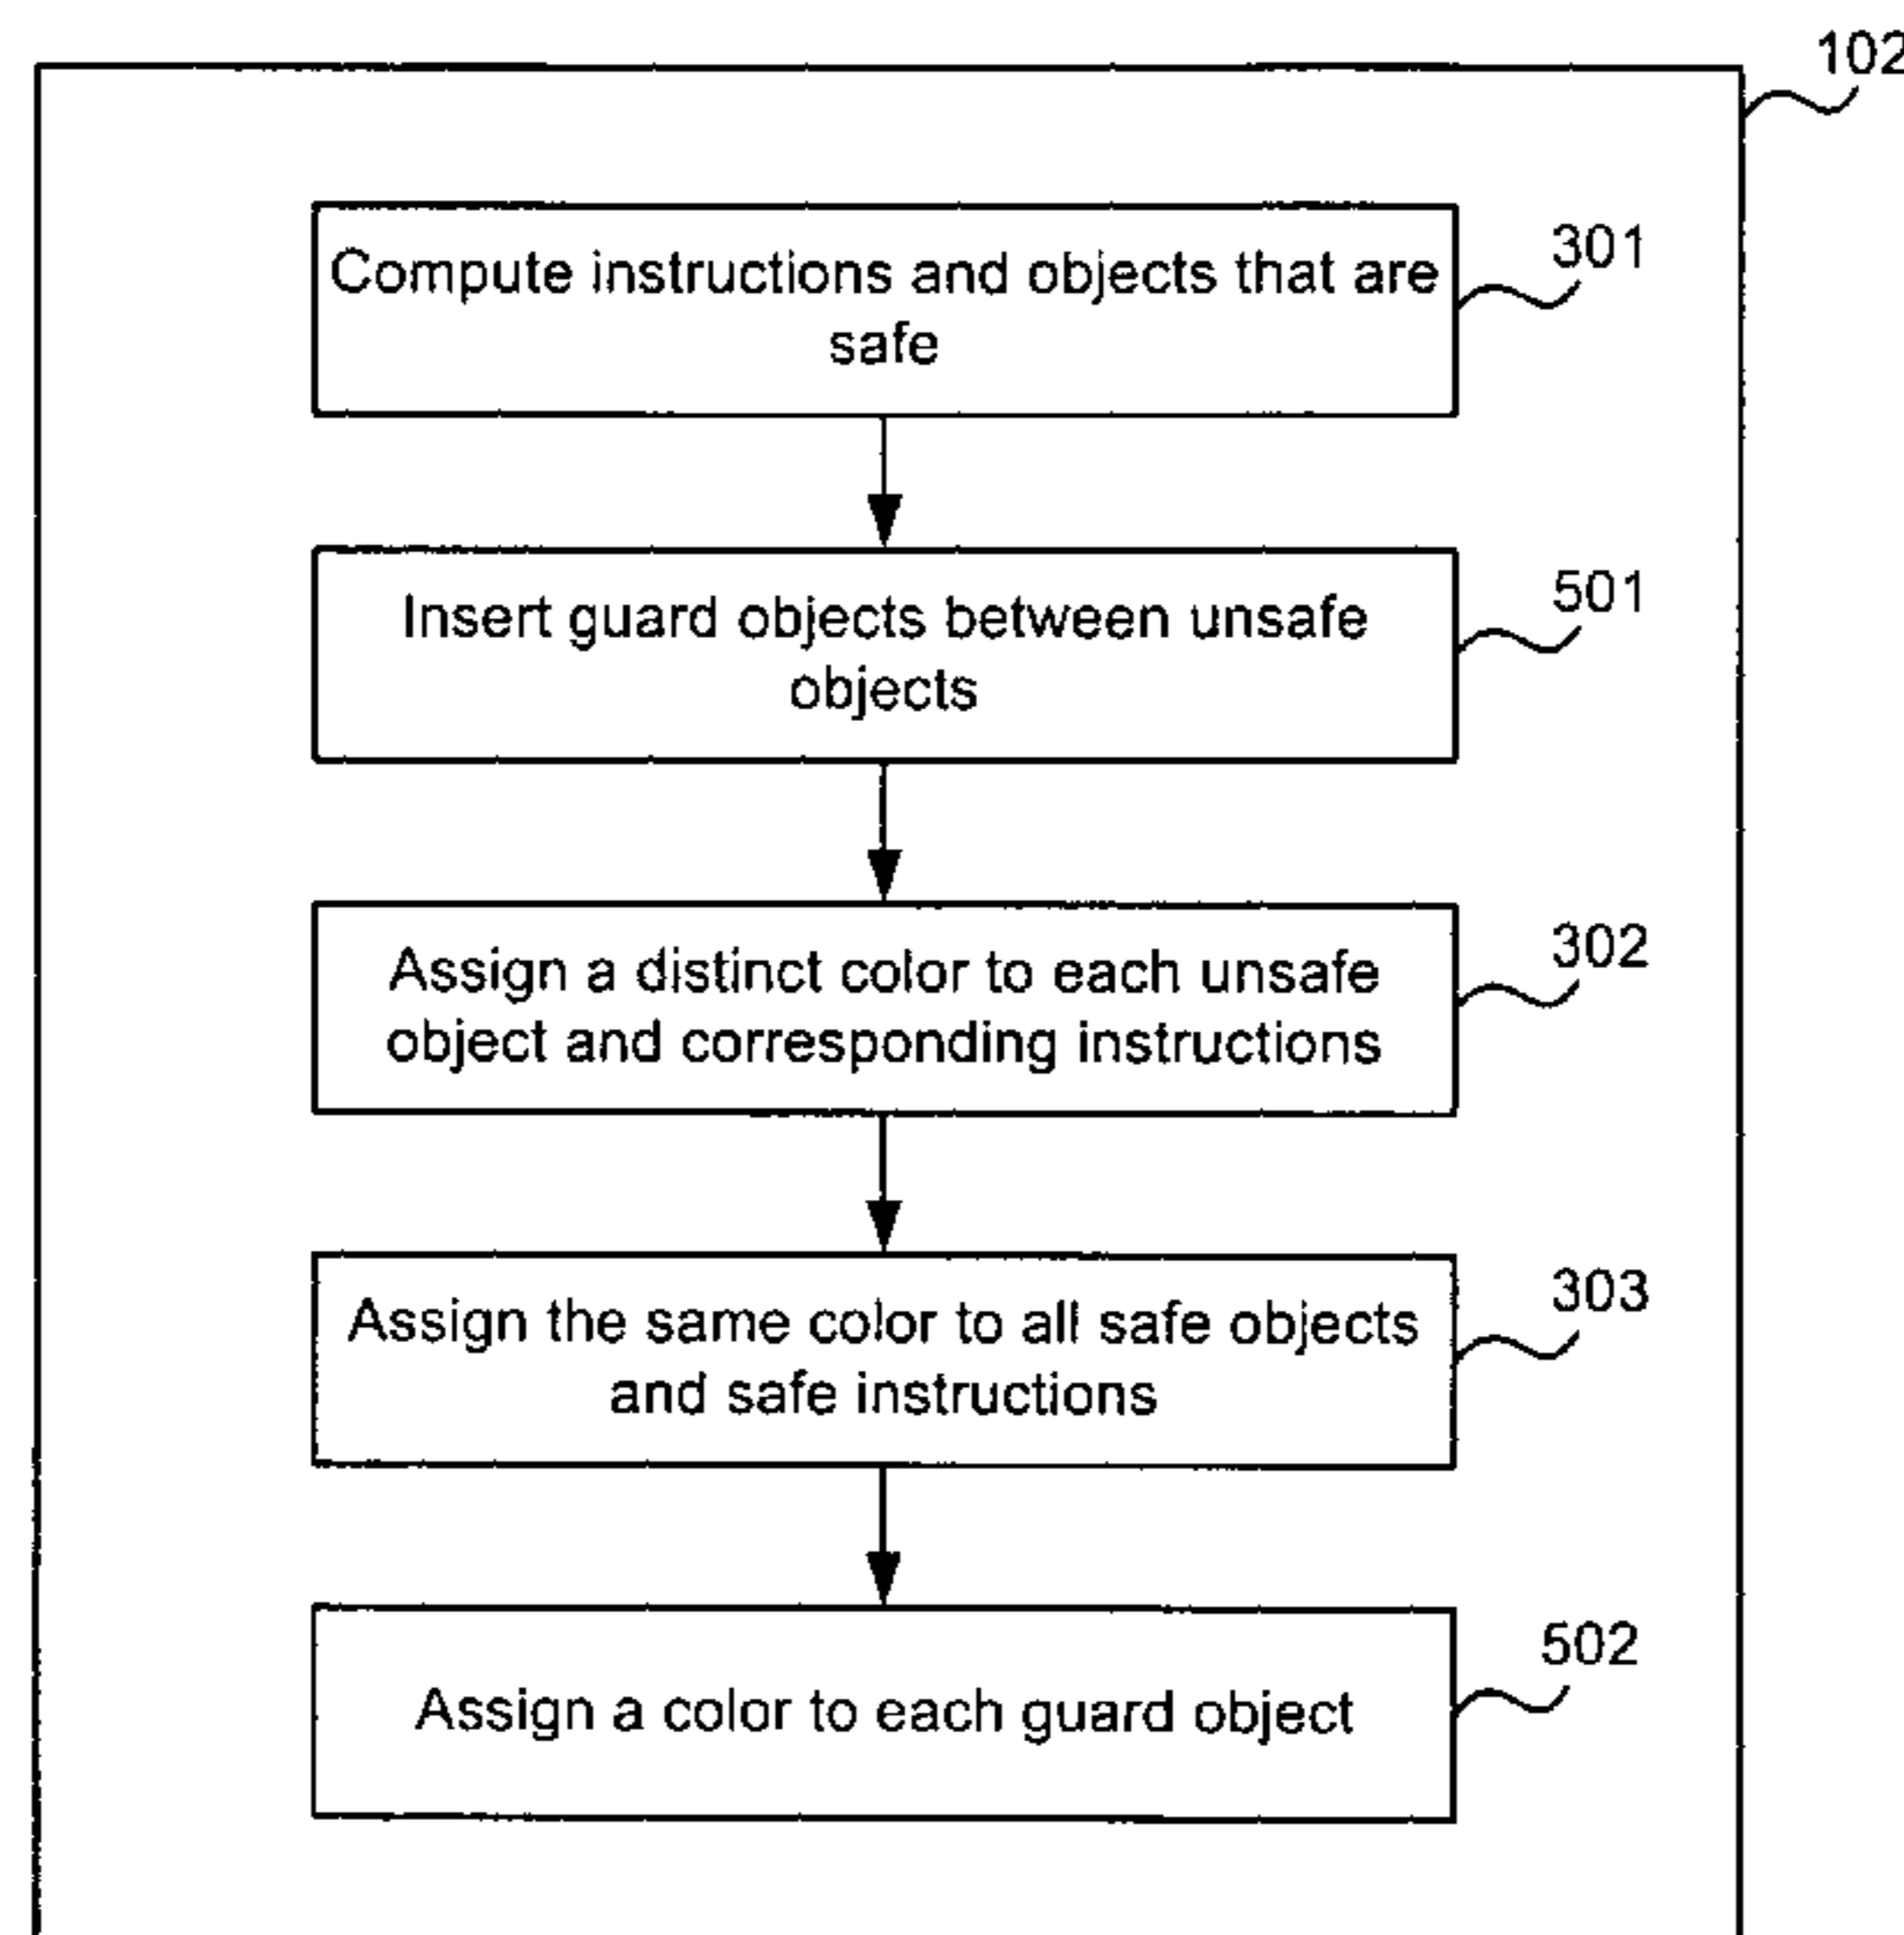 102
Compute instructions and objects that are
safe
301
Insert guard objects between unsafe
objects
501
Assign a distinct color to each unsafe
object and corresponding instructions
302
Assign the same color to all safe objects
and safe instructions
303
Assign a color to each guard object
502